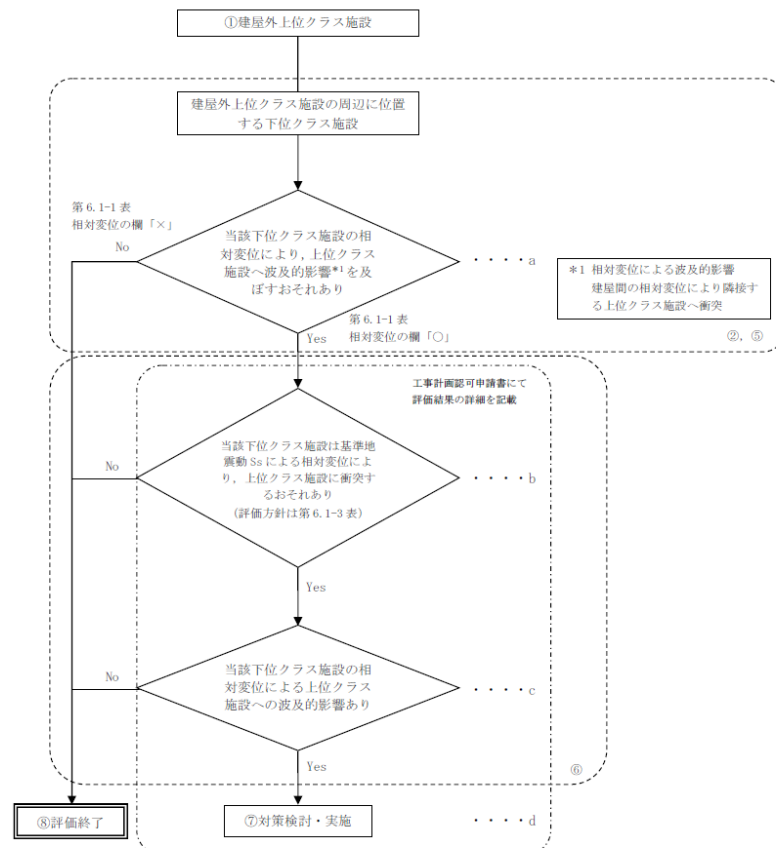 ①建屋外上位クラス施設
建屋外上位クラス施設の周辺に位置
する下位クラス施設
第 6.1-1 表
相対変位の欄「×」
No
当該下位クラス施設の相
対変位により,上位クラス
施設へ波及的影響*1 を及
ぼすおそれあり
・・・・a
*1 相対変位による波及的影響
建屋間の相対変位により隣接す
る上位クラス施設へ衝突
第 6.1-1 表
Yes 相対変位の欄「○」
②, ⑤
工事計画認可申請書にて
評価結果の詳細を記載
No
当該下位クラス施設は基準地
震動 Ss による相対変位によ
り, 上位クラス施設に衝突す
るおそれあり
(評価方針は第 6.1-3 表)
・・・・b
Yes
No
当該下位クラス施設の相
対変位による上位クラス
施設への波及的影響あり
・・・・c
Yes
⑥
⑧評価終了
⑦対策検討・実施
・・・・d